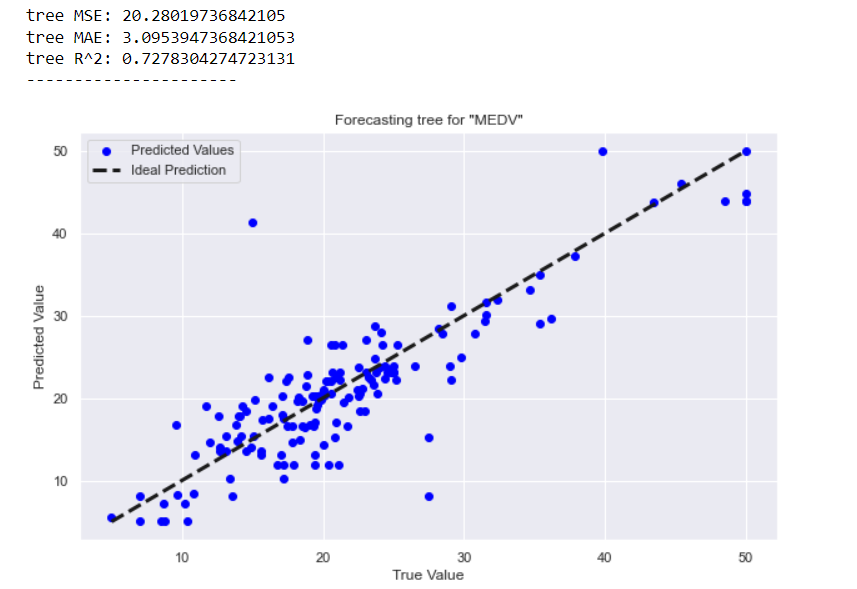 tree MSE: 20.28019736842105
tree MAE: 3.0953947368421053
tree R^2: 0.7278304274723131
----------------------
Forecasting tree for "MEDV"
Predicted Values
Ideal Prediction
50
40
30
20
10
Predicted Value
10 20 30 40 50
True Value